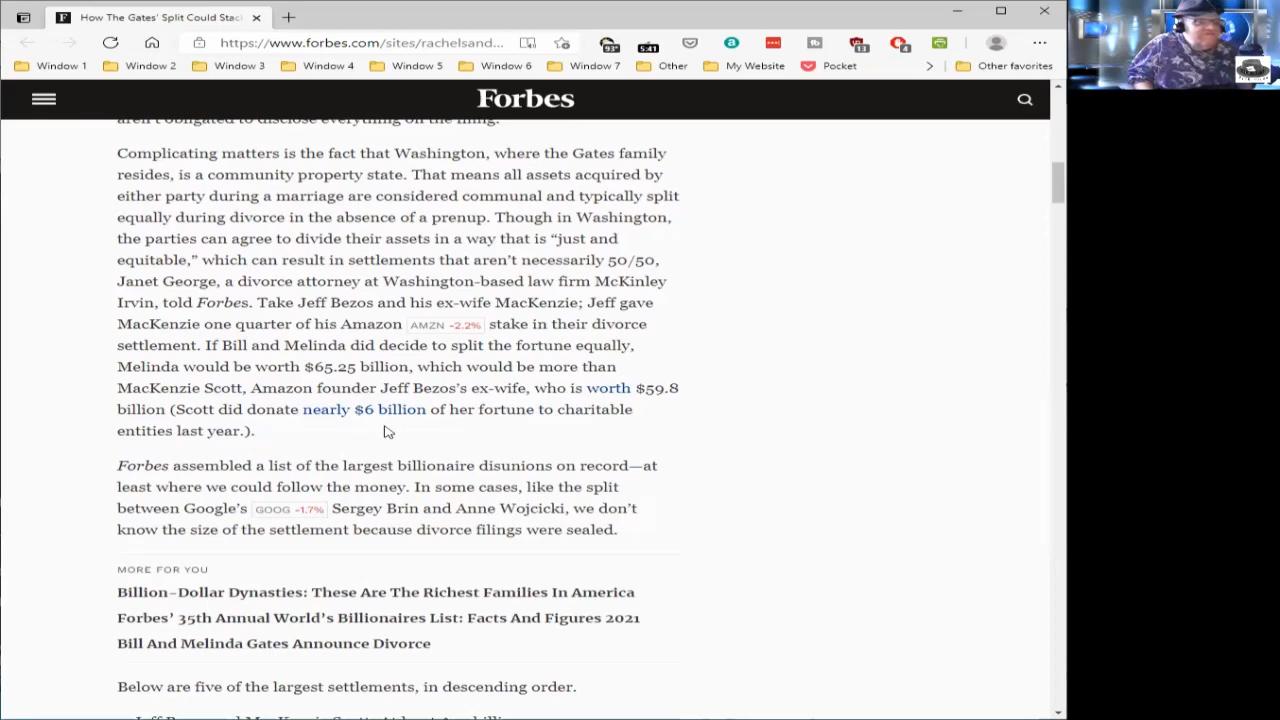 How The Gates' Split Could Stac
https://www.forbes.com/sites/rachelsand...
93°
5:41
13
4
Window 1
Window 2
Window 3
Window 4
Window 5
Window 6
Window 7
Other
My Website
Pocket
Other favorites
Forbes
aren't obligated to disclose everything on the filing.
Complicating matters is the fact that Washington, where the Gates family
resides, is a community property state. That means all assets acquired by
either party during a marriage are considered communal and typically split
equally during divorce in the absence of a prenup. Though in Washington,
the parties can agree to divide their assets in a way that is “just and
equitable,” which can result in settlements that aren’t necessarily 50/50,
Janet George, a divorce attorney at Washington-based law firm McKinley
Irvin, told Forbes. Take Jeff Bezos and his ex-wife MacKenzie; Jeff gave
MacKenzie one quarter of his Amazon AMZN -2.2% stake in their divorce
settlement. If Bill and Melinda did decide to split the fortune equally,
Melinda would be worth $65.25 billion, which would be more than
MacKenzie Scott, Amazon founder Jeff Bezos’s ex-wife, who is worth $59.8
billion (Scott did donate nearly $6 billion of her fortune to charitable
entities last year.).
Forbes assembled a list of the largest billionaire disunions on record—at
least where we could follow the money. In some cases, like the split
between Google’s GOOG -1.7% Sergey Brin and Anne Wojcicki, we don’t
know the size of the settlement because divorce filings were sealed.
MORE FOR YOU
Billion-Dollar Dynasties: These Are The Richest Families In America
Forbes’ 35th Annual World’s Billionaires List: Facts And Figures 2021
Bill And Melinda Gates Announce Divorce
Below are five of the largest settlements, in descending order.